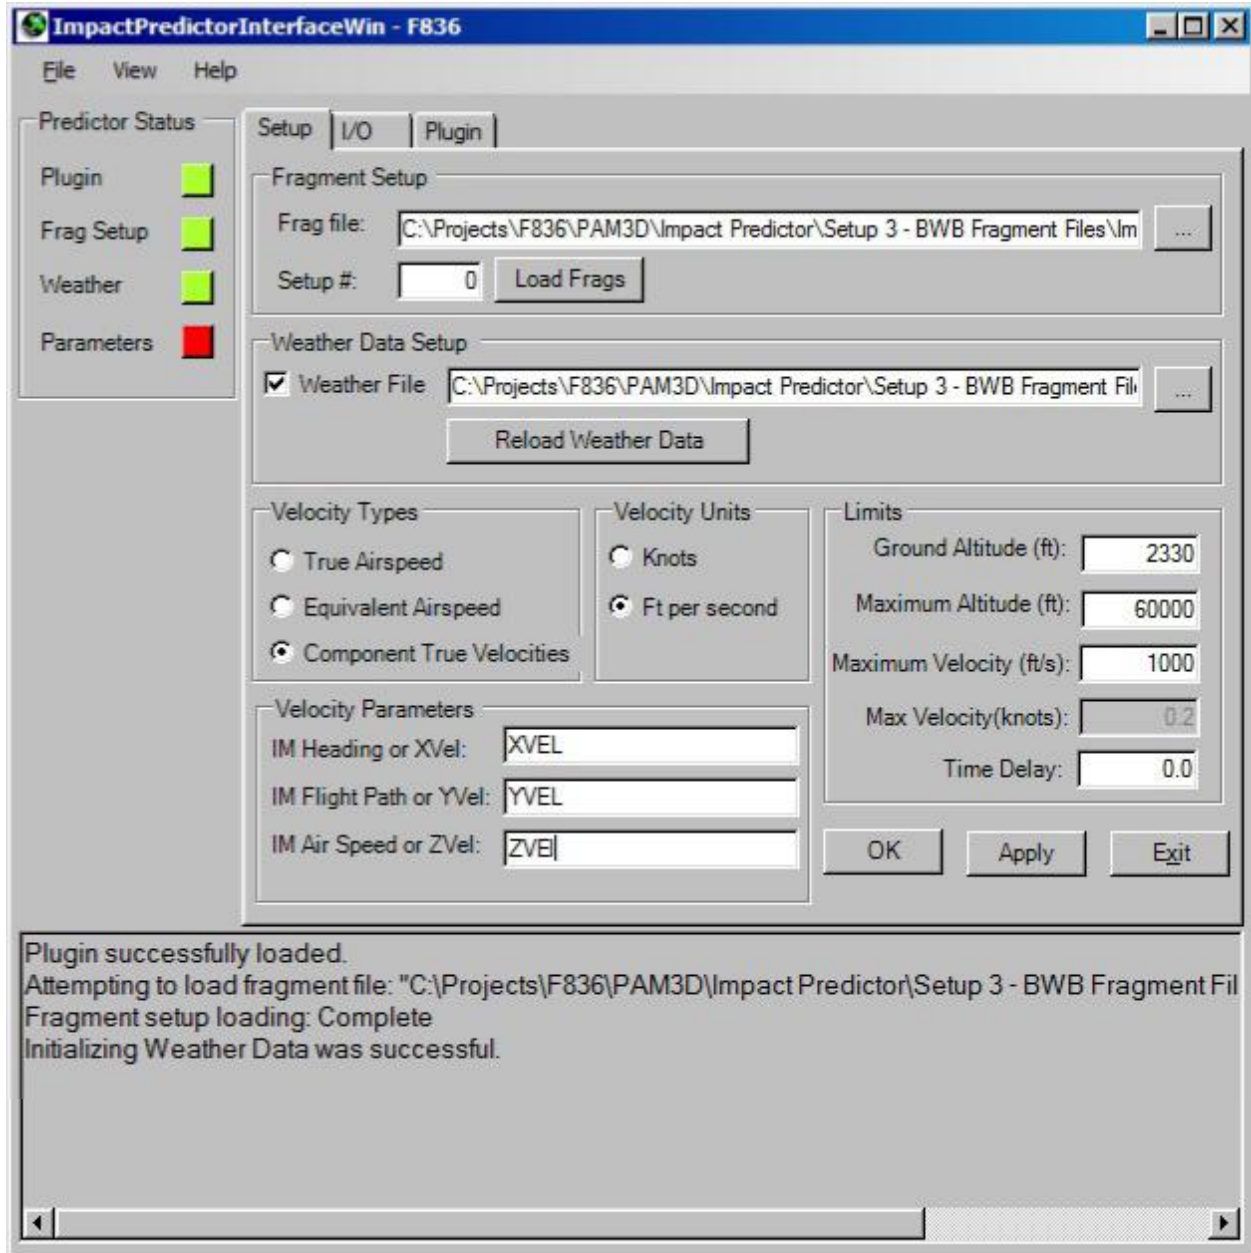 ImpactPredictorInterfaceWin - F836
File View Help
Predictor Status
Plugin
Frag Setup
Weather
Parameters
Setup I/O Plugin
Fragment Setup
Frag file: C:\Projects\F836\PAM3D\Impact Predictor\Setup 3 - BWB Fragment Files\Im ...
Setup #: 0 Load Frags
Weather Data Setup
Weather File C:\Projects\F836\PAM3D\Impact Predictor\Setup 3 - BWB Fragment File ...
Reload Weather Data
Velocity Types
True Airspeed
Equivalent Airspeed
Component True Velocities
Velocity Units
Knots
Ft per second
Limits
Ground Altitude (ft): 2330
Maximum Altitude (ft): 60000
Maximum Velocity (ft/s): 1000
Max Velocity(knots): 0.2
Time Delay: 0.0
Velocity Parameters
IM Heading or XVel: XVEL
IM Flight Path or YVel: YVEL
IM Air Speed or ZVel: ZVEL
OK Apply Exit
Plugin successfully loaded.
Attempting to load fragment file: "C:\Projects\F836\PAM3D\Impact Predictor\Setup 3 - BWB Fragment Fil
Fragment setup loading: Complete
Initializing Weather Data was successful.